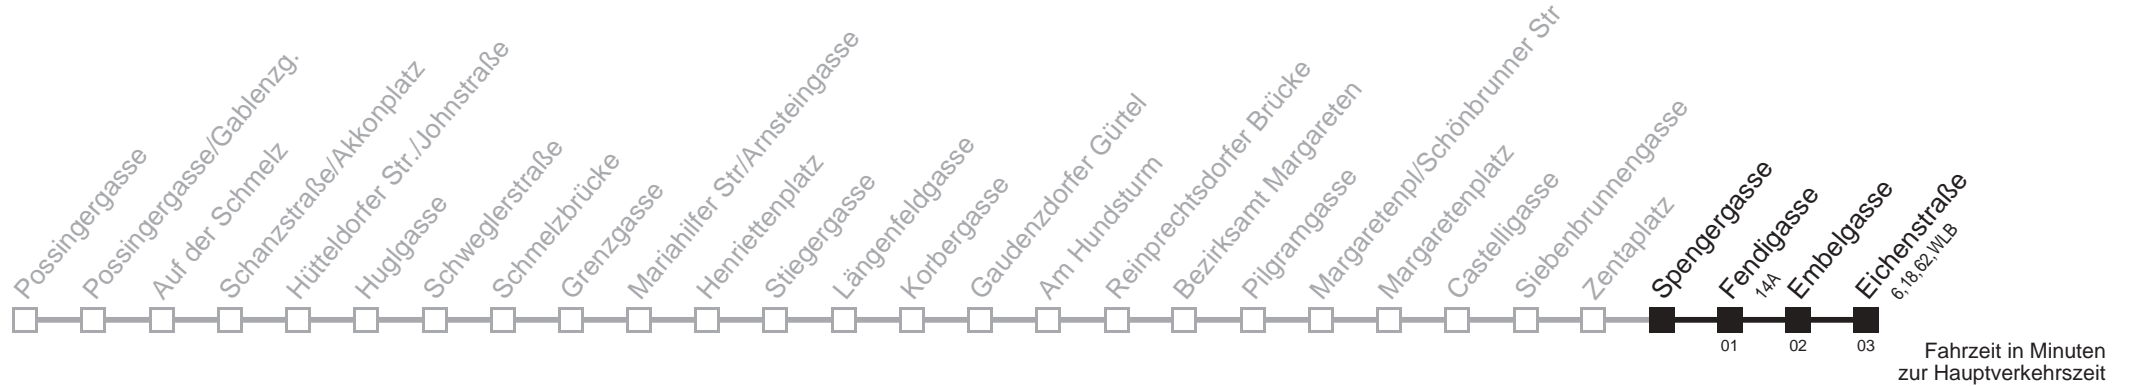 Possingergasse
Possingergasse/Gablenzg.
Auf der Schmelz
Schanzstraße/Akkonplatz
Hütteldorfer Str./Johnstraße
Huglgasse
Schweglerstraße
Schmelzbrücke
Grenzgasse
Mariahilfer Str/Arnsteingasse
Henriettenplatz
Stiegergasse
Längenfeldgasse
Korbergasse
Gaudenzdorfer Gürtel
Am Hundsturm
Reinprechtsdorfer Brücke
Bezirksamt Margareten
Pilgramgasse
Margaretenpl/Schönbrunner Str
Margaretenplatz
Castelligasse
Siebenbrunnengasse
Zentaplatz
Spengergasse
Fendigasse
14A
Embelgasse
Eichenstraße
6,18,62,WLB
01
02
03
Fahrzeit in Minuten
zur Hauptverkehrszeit